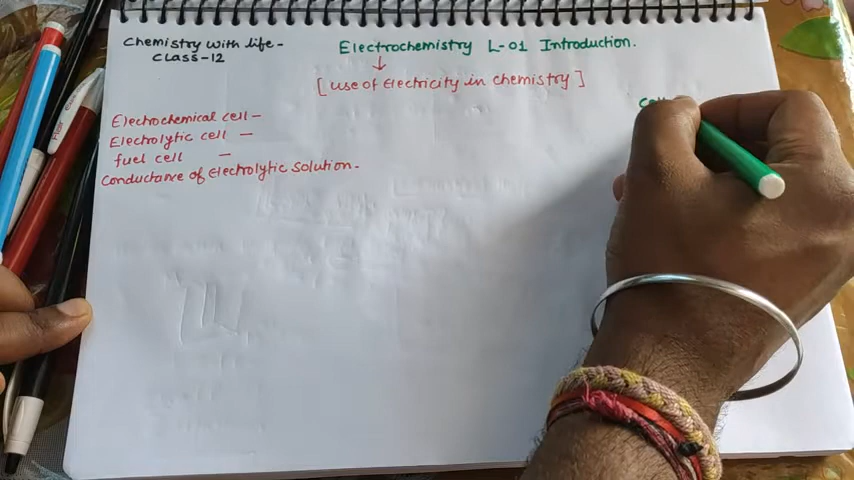 Chemistry with life -
Class-12
Electrochemistry L-01 Introduction.
[use of Electricity in chemistry]
Electrochemical cell -
Electrolytic cell -
fuel cell -
Conductance of Electrolytic Solution.